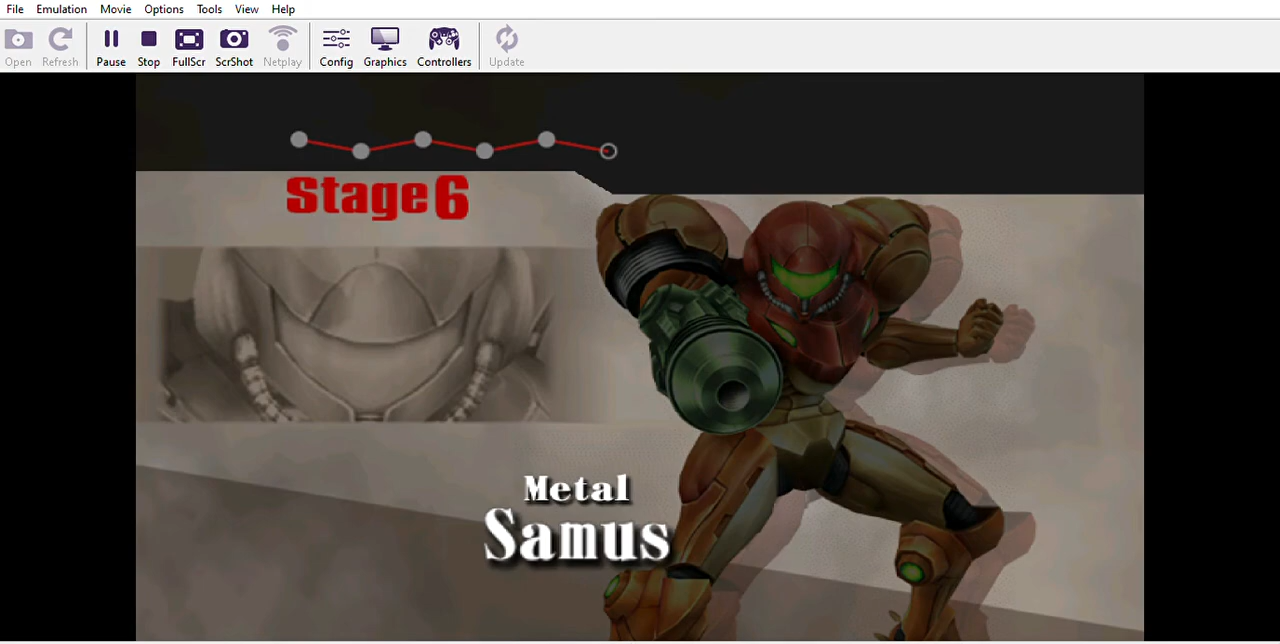 File Emulation Movie Options Tools View Help
Open Refresh Pause Stop FullScr ScrShot Netplay Config Graphics Controllers Update
Stage 6
Metal
Samus